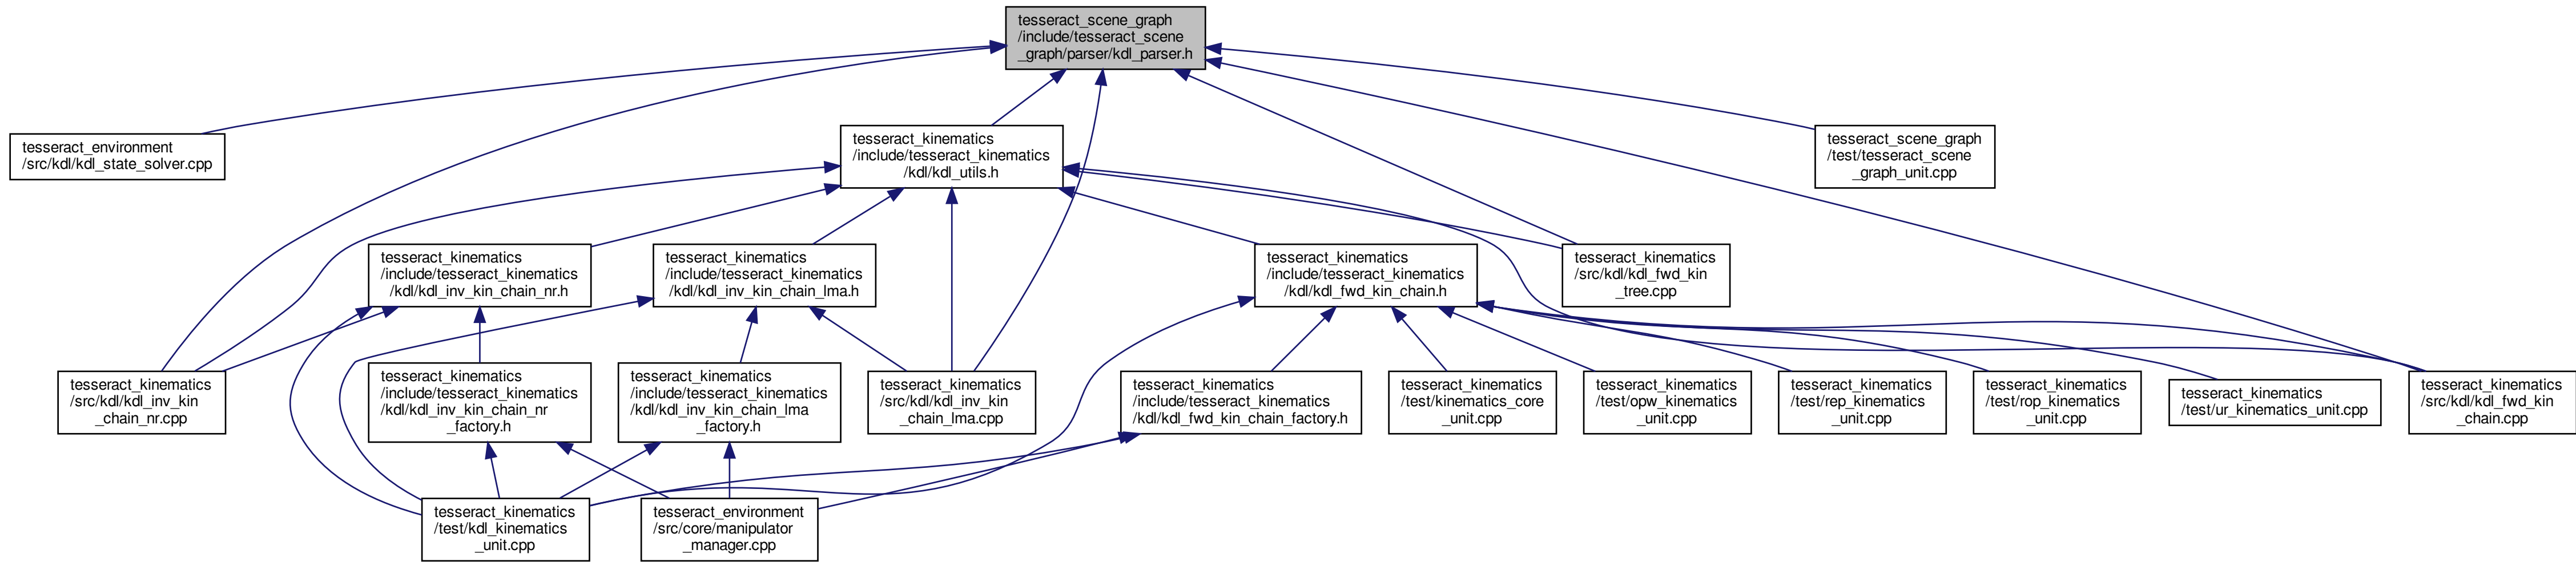 tesseract_scene_graph
/include/tesseract_scene
_graph/parser/kdl_parser.h
tesseract_environment
/src/kdl/kdl_state_solver.cpp
tesseract_kinematics
/include/tesseract_kinematics
/kdl/kdl_utils.h
tesseract_scene_graph
/test/tesseract_scene
_graph_unit.cpp
tesseract_kinematics
/include/tesseract_kinematics
/kdl/kdl_inv_kin_chain_nr.h
tesseract_kinematics
/include/tesseract_kinematics
/kdl/kdl_inv_kin_chain_lma.h
tesseract_kinematics
/include/tesseract_kinematics
/kdl/kdl_fwd_kin_chain.h
tesseract_kinematics
/src/kdl/kdl_fwd_kin
_tree.cpp
tesseract_kinematics
/src/kdl/kdl_inv_kin
_chain_nr.cpp
tesseract_kinematics
/include/tesseract_kinematics
/kdl/kdl_inv_kin_chain_nr
_factory.h
tesseract_kinematics
/include/tesseract_kinematics
/kdl/kdl_inv_kin_chain_lma
_factory.h
tesseract_kinematics
/src/kdl/kdl_inv_kin
_chain_lma.cpp
tesseract_kinematics
/include/tesseract_kinematics
/kdl/kdl_fwd_kin_chain_factory.h
tesseract_kinematics
/test/kinematics_core
_unit.cpp
tesseract_kinematics
/test/opw_kinematics
_unit.cpp
tesseract_kinematics
/test/rep_kinematics
_unit.cpp
tesseract_kinematics
/test/rop_kinematics
_unit.cpp
tesseract_kinematics
/test/ur_kinematics_unit.cpp
tesseract_kinematics
/src/kdl/kdl_fwd_kin
_chain.cpp
tesseract_kinematics
/test/kdl_kinematics
_unit.cpp
tesseract_environment
/src/core/manipulator
_manager.cpp